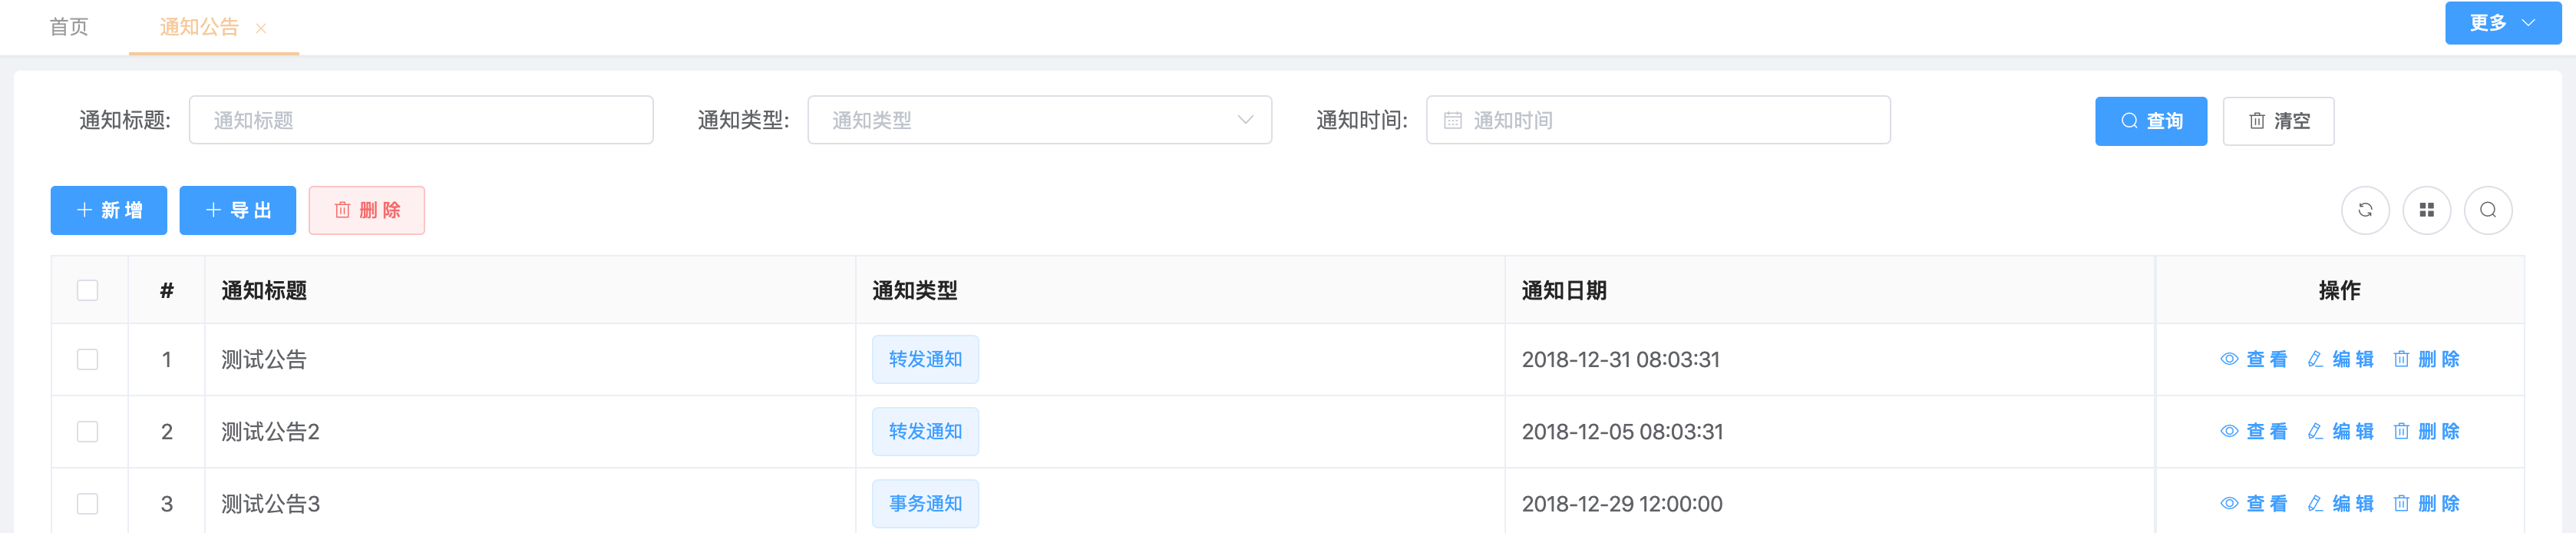 首页 通知公告 × 更多
通知标题: 通知标题 通知类型: 通知类型 通知时间: 通知时间 查询 清空
新 增 导 出 删 除
# 通知标题 通知类型 通知日期 操作
1 测试公告 转发通知 2018-12-31 08:03:31 查 看 编 辑 删 除
2 测试公告2 转发通知 2018-12-05 08:03:31 查 看 编 辑 删 除
3 测试公告3 事务通知 2018-12-29 12:00:00 查 看 编 辑 删 除